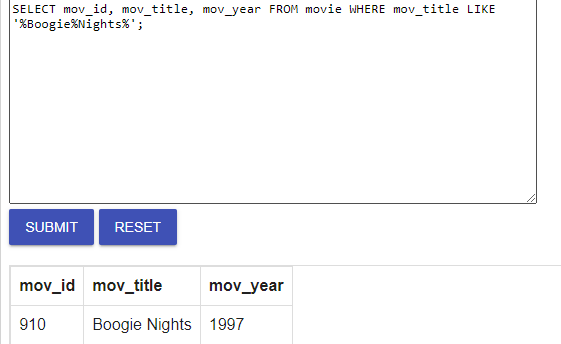 SELECT mov_id, mov_title, mov_year FROM movie WHERE mov_title LIKE
'%Boogie%Nights%';
SUBMIT RESET
mov_id mov_title mov_year
910 Boogie Nights 1997